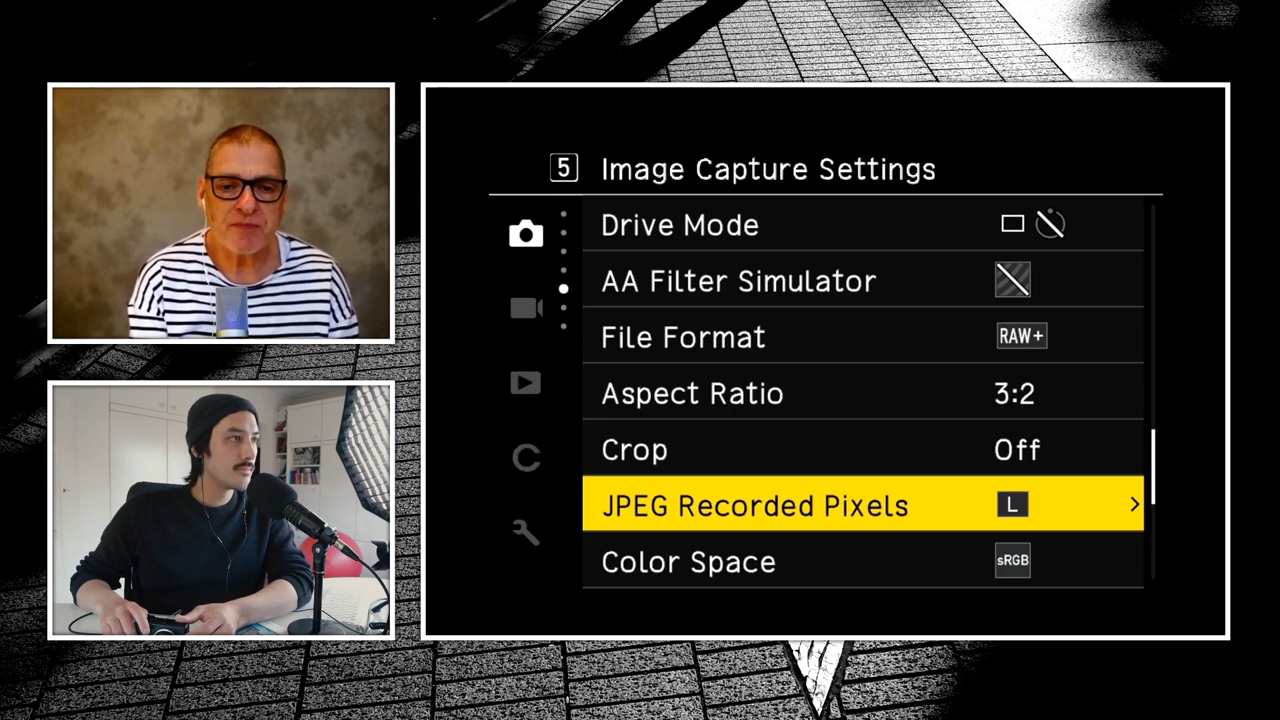 5 Image Capture Settings
Drive Mode
AA Filter Simulator
File Format RAW+
Aspect Ratio 3:2
Crop Off
JPEG Recorded Pixels L >
Color Space sRGB
C